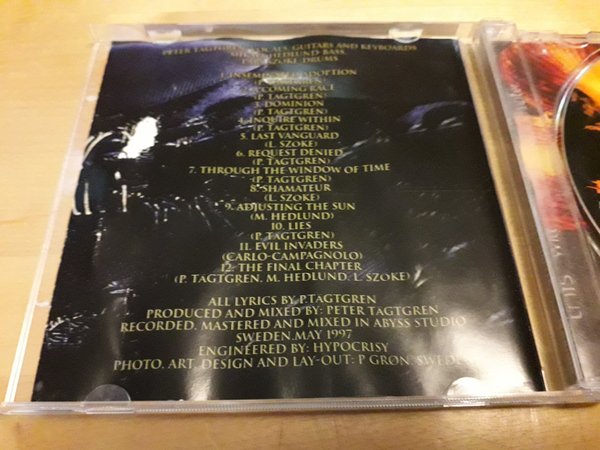 PETER TAGTGREN, VOCALS, GUITARS AND KEYBOARDS
HEDLUND BASS.
SZOKE DRUMS
ADOPTION
(P. TAGTGREN)
COMING RACE
(P. TAGTGREN)
3. DOMINION
(P. TAGTGREN)
4. INQUIRE WITHIN
(P. TAGTGREN)
5. LAST VANGUARD
(L. SZOKE)
6. REQUEST DENIED
(P. TAGTGREN)
7. THROUGH THE WINDOW OF TIME
(P. TAGTGREN)
8. SHAMATEUR
(L. SZOKE)
9. ADJUSTING THE SUN
(M. HEDLUND)
10. LIES
(P. TAGTGREN)
11. EVIL INVADERS
(CARLO-CAMPAGNOLO)
12. THE FINAL CHAPTER
(P. TAGTGREN, M. HEDLUND, L. SZOKE)
ALL LYRICS BY P.TAGTGREN
PRODUCED AND MIXED BY: PETER TAGTGREN
RECORDED, MASTERED AND MIXED IN ABYSS STUDIO
SWEDEN,MAY 1997
ENGINEERED BY: HYPOCRISY
PHOTO, ART, DESIGN AND LAY-OUT: P GRON, SWEDEN